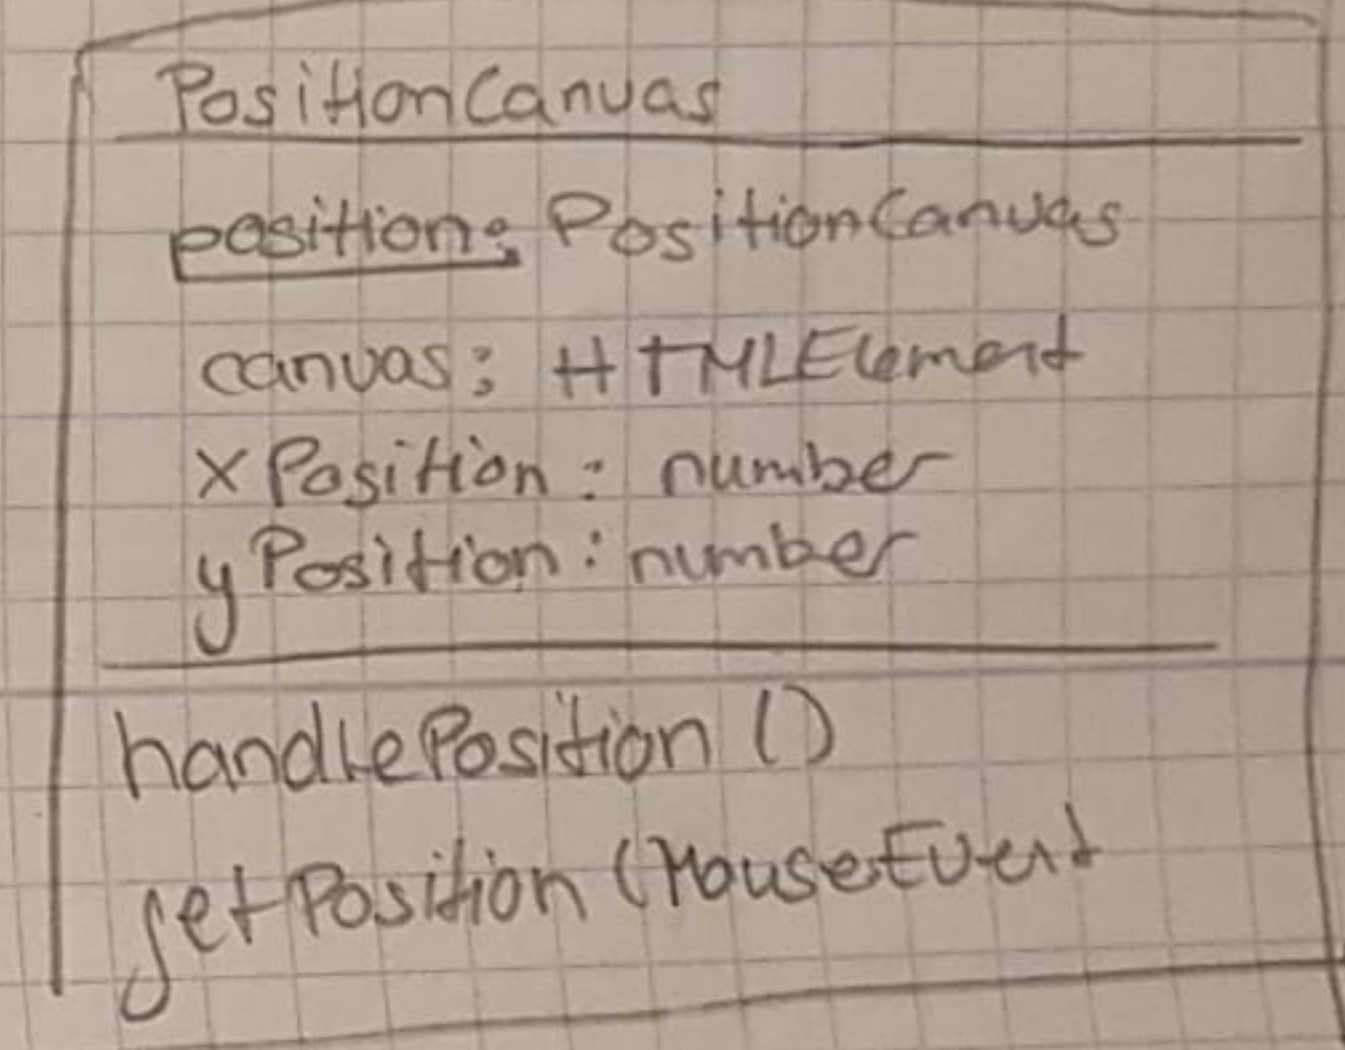 PositionCanvas
position: PositionCanvas
canvas: HTMLElement
xPosition: number
yPosition: number
handlePosition ()
getPosition (MouseEvent